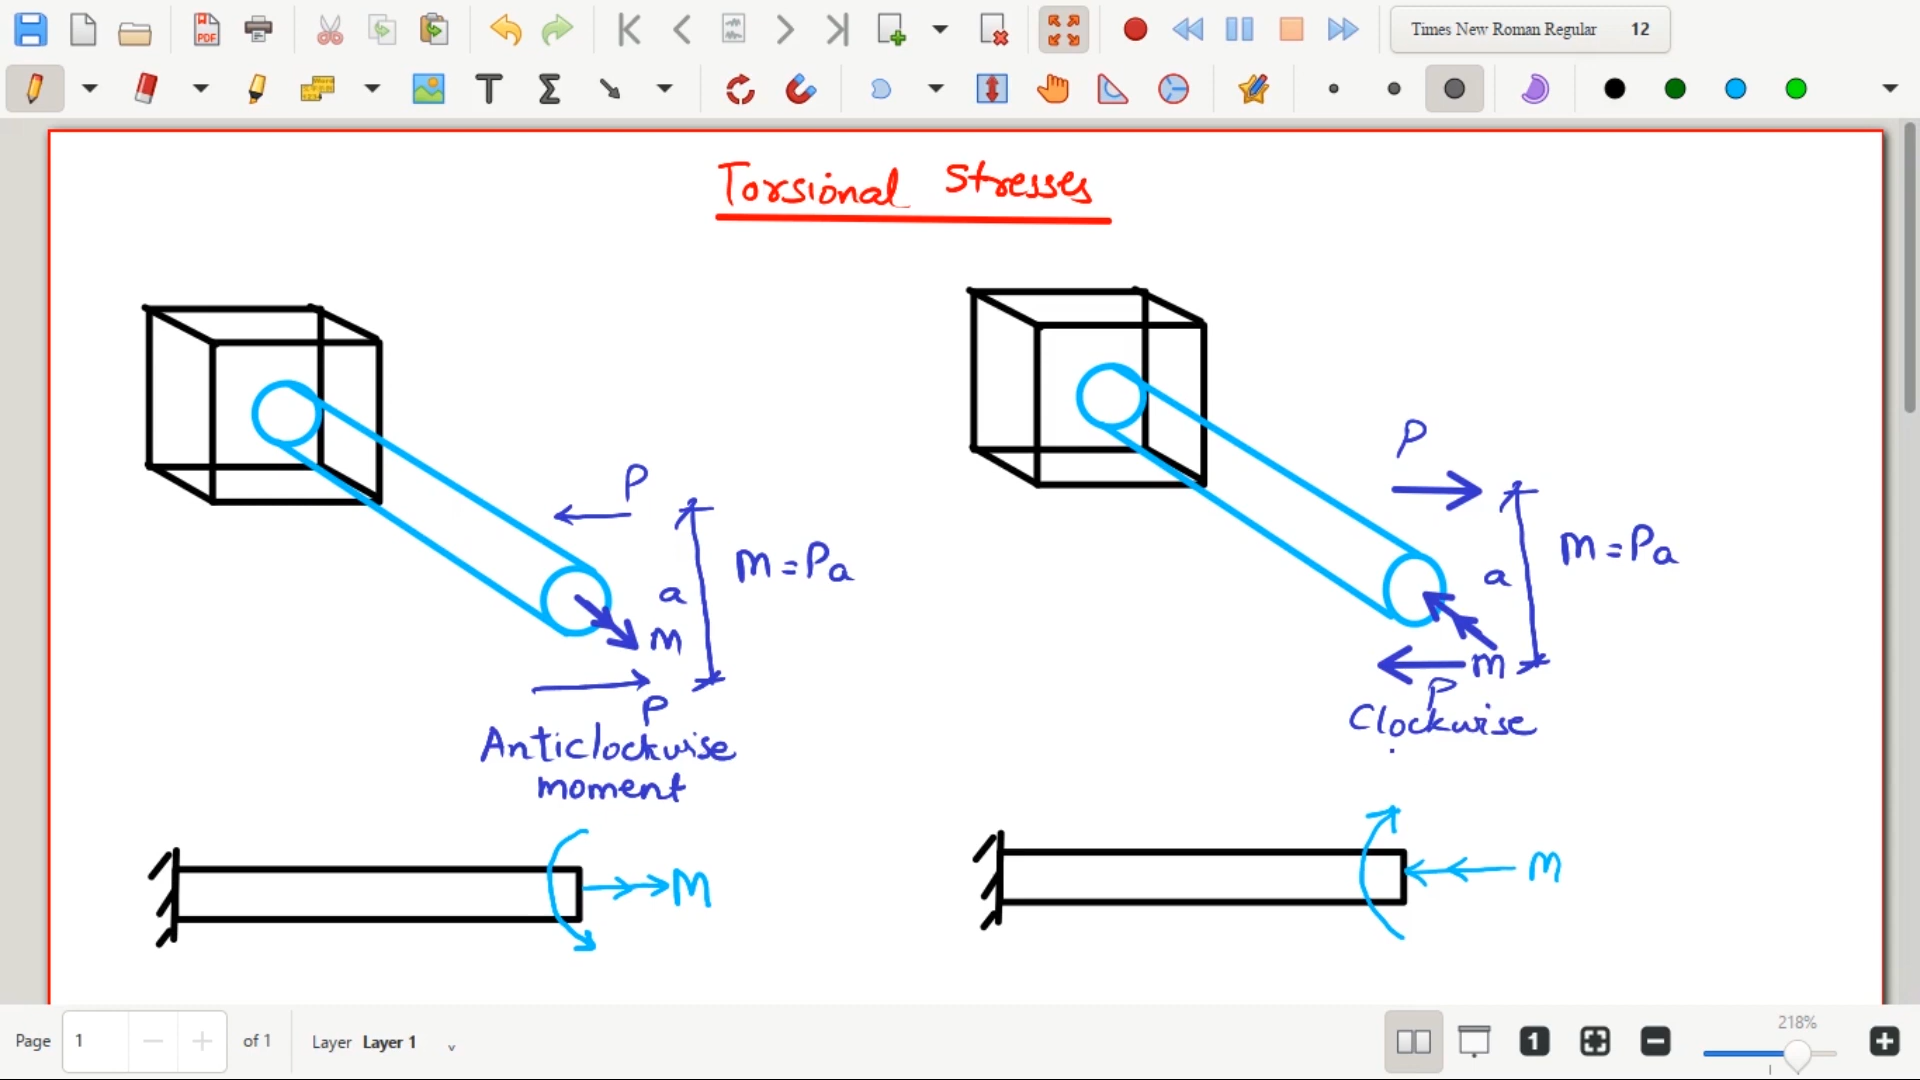 Times New Roman Regular 12
Torsional Stresses
P
a
M = Pa
M
P
Anticlockwise
moment
M
P
a
M = Pa
M
P
Clockwise
M
Page 1 of 1 Layer Layer 1
218%